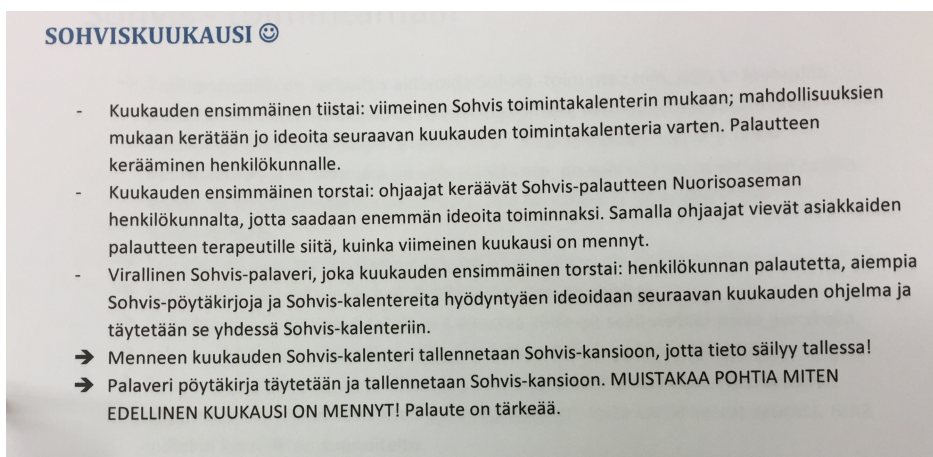 SOHVISKUUKAUSI ☺
- Kuukauden ensimmäinen tiistai: viimeinen Sohvis toimintakalenterin mukaan; mahdollisuuksien
mukaan kerätään jo ideoita seuraavan kuukauden toimintakalenteria varten. Palautteen
kerääminen henkilökunnalle.
- Kuukauden ensimmäinen torstai: ohjaajat keräävät Sohvis-palautteen Nuorisoaseman
henkilökunnalta, jotta saadaan enemmän ideoita toiminnaksi. Samalla ohjaajat vievät asiakkaiden
palautteen terapeutille siitä, kuinka viimeinen kuukausi on mennyt.
- Virallinen Sohvis-palaveri, joka kuukauden ensimmäinen torstai: henkilökunnan palautetta, aiempia
Sohvis-pöytäkirjoja ja Sohvis-kalentereita hyödyntyäen ideoidaan seuraavan kuukauden ohjelma ja
täytetään se yhdessä Sohvis-kalenteriin.
➔ Menneen kuukauden Sohvis-kalenteri tallennetaan Sohvis-kansioon, jotta tieto säilyy tallessa!
➔ Palaveri pöytäkirja täytetään ja tallennetaan Sohvis-kansioon. MUISTAKAA POHTIA MITEN
EDELLINEN KUUKAUSI ON MENNYT! Palaute on tärkeää.